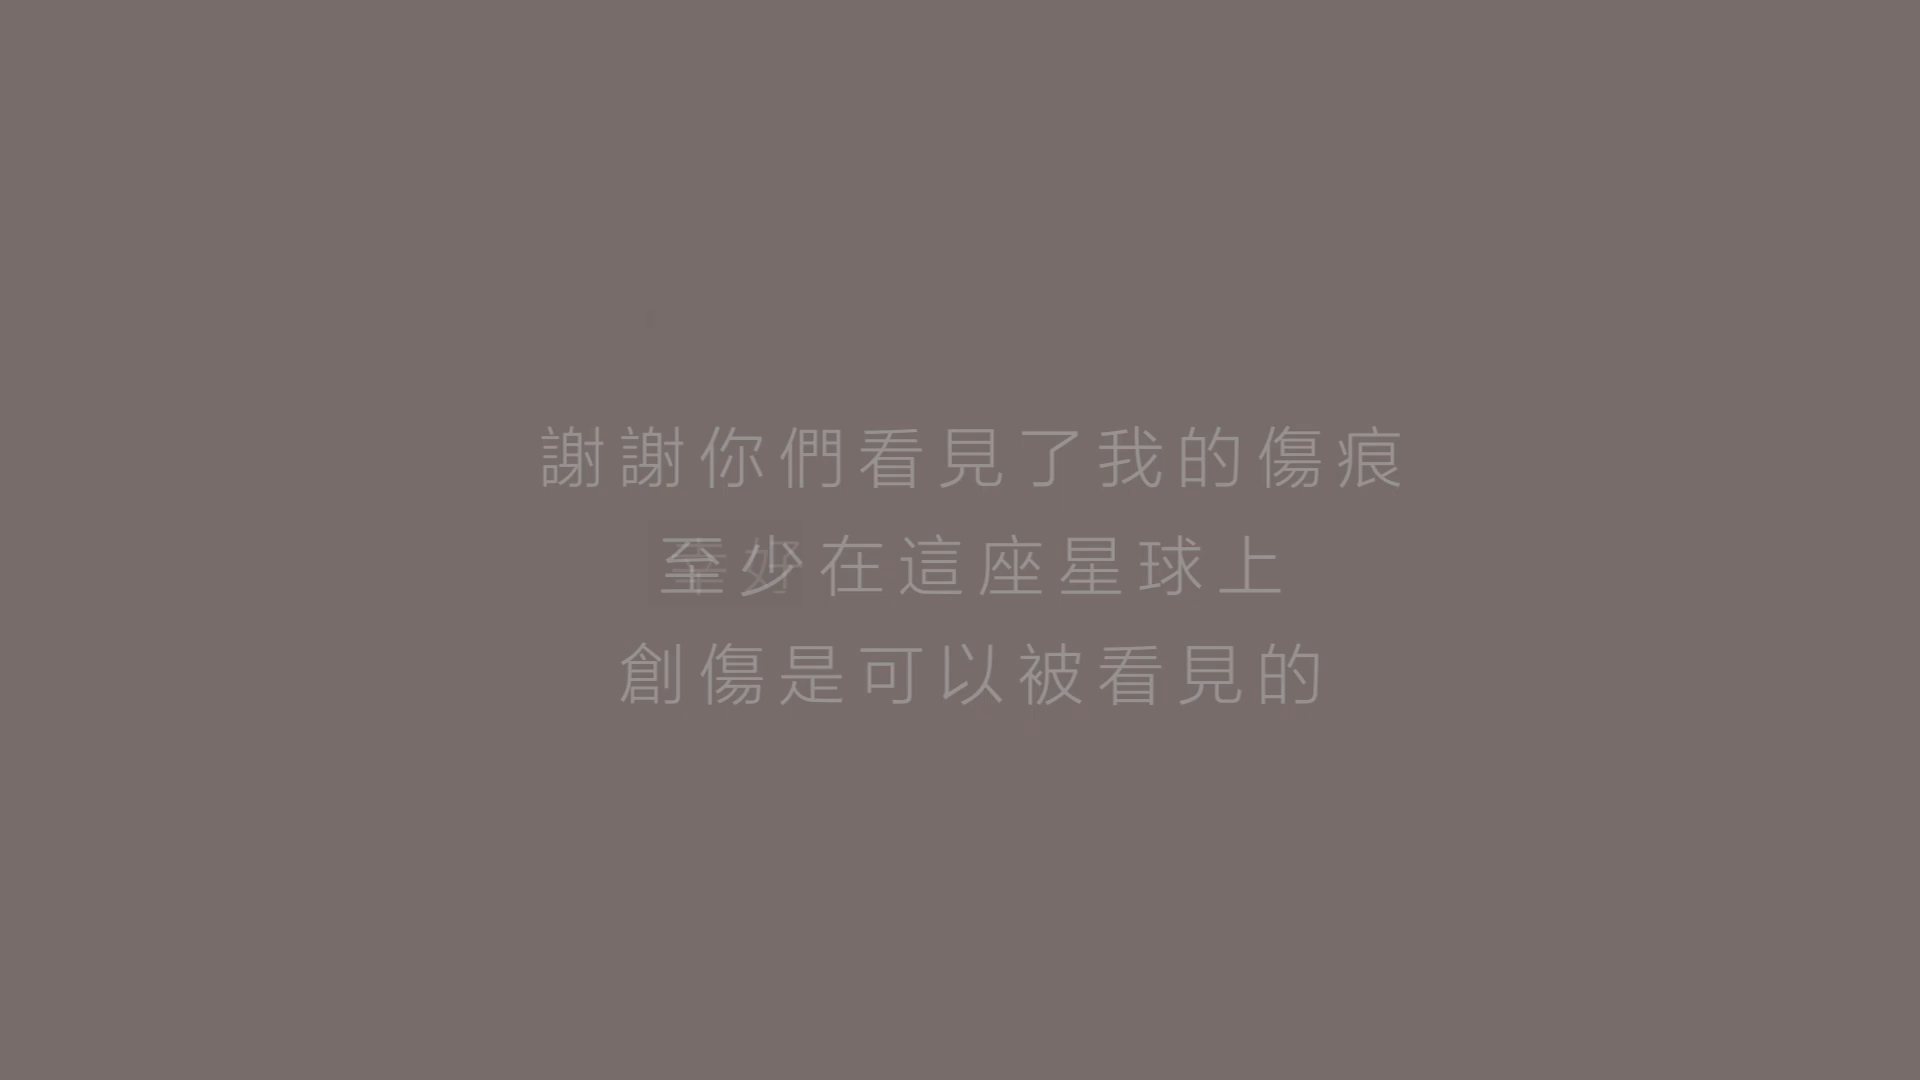 謝謝你們看見了我的傷痕
至少在這座星球上
創傷是可以被看見的